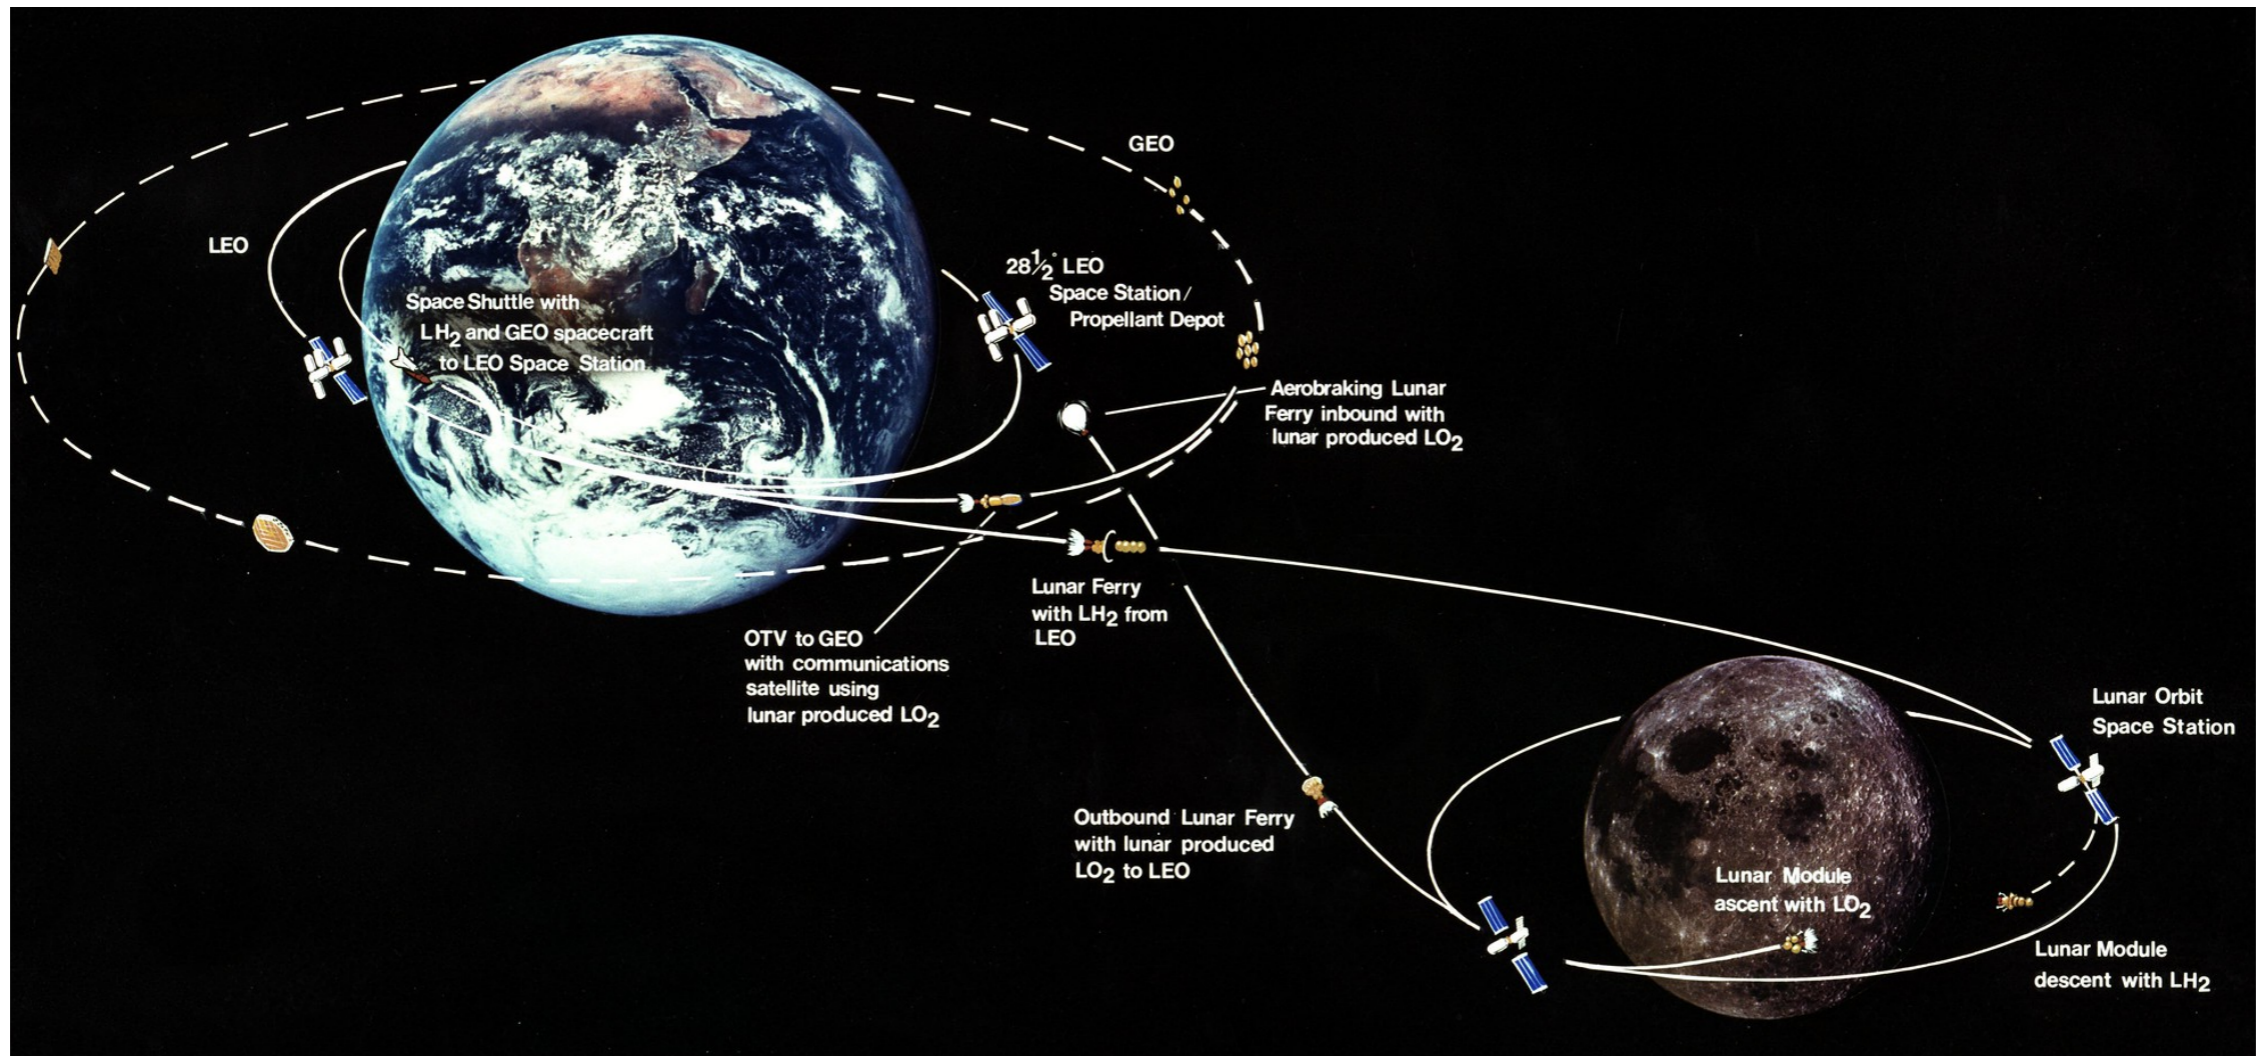 GEO
LEO
28½° LEO
Space Station/
Propellant Depot
Space Shuttle with
LH2 and GEO spacecraft
to LEO Space Station
Aerobraking Lunar
Ferry inbound with
lunar produced LO2
Lunar Ferry
with LH2 from
LEO
OTV to GEO
with communications
satellite using
lunar produced LO2
Lunar Orbit
Space Station
Outbound Lunar Ferry
with lunar produced
LO2 to LEO
Lunar Module
ascent with LO2
Lunar Module
descent with LH2